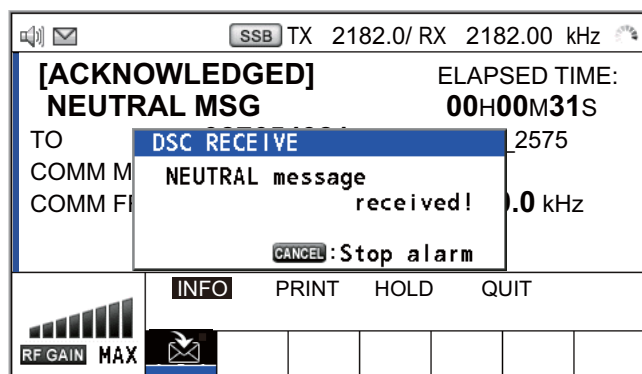 SSB TX 2182.0/ RX 2182.00 kHz
[ACKNOWLEDGED] ELAPSED TIME:
NEUTRAL MSG 00H00M31S
TO _2575
COMM M
COMM FI .0 kHz
DSC RECEIVE
NEUTRAL message
received!
CANCEL:Stop alarm
INFO PRINT HOLD QUIT
RF GAIN MAX